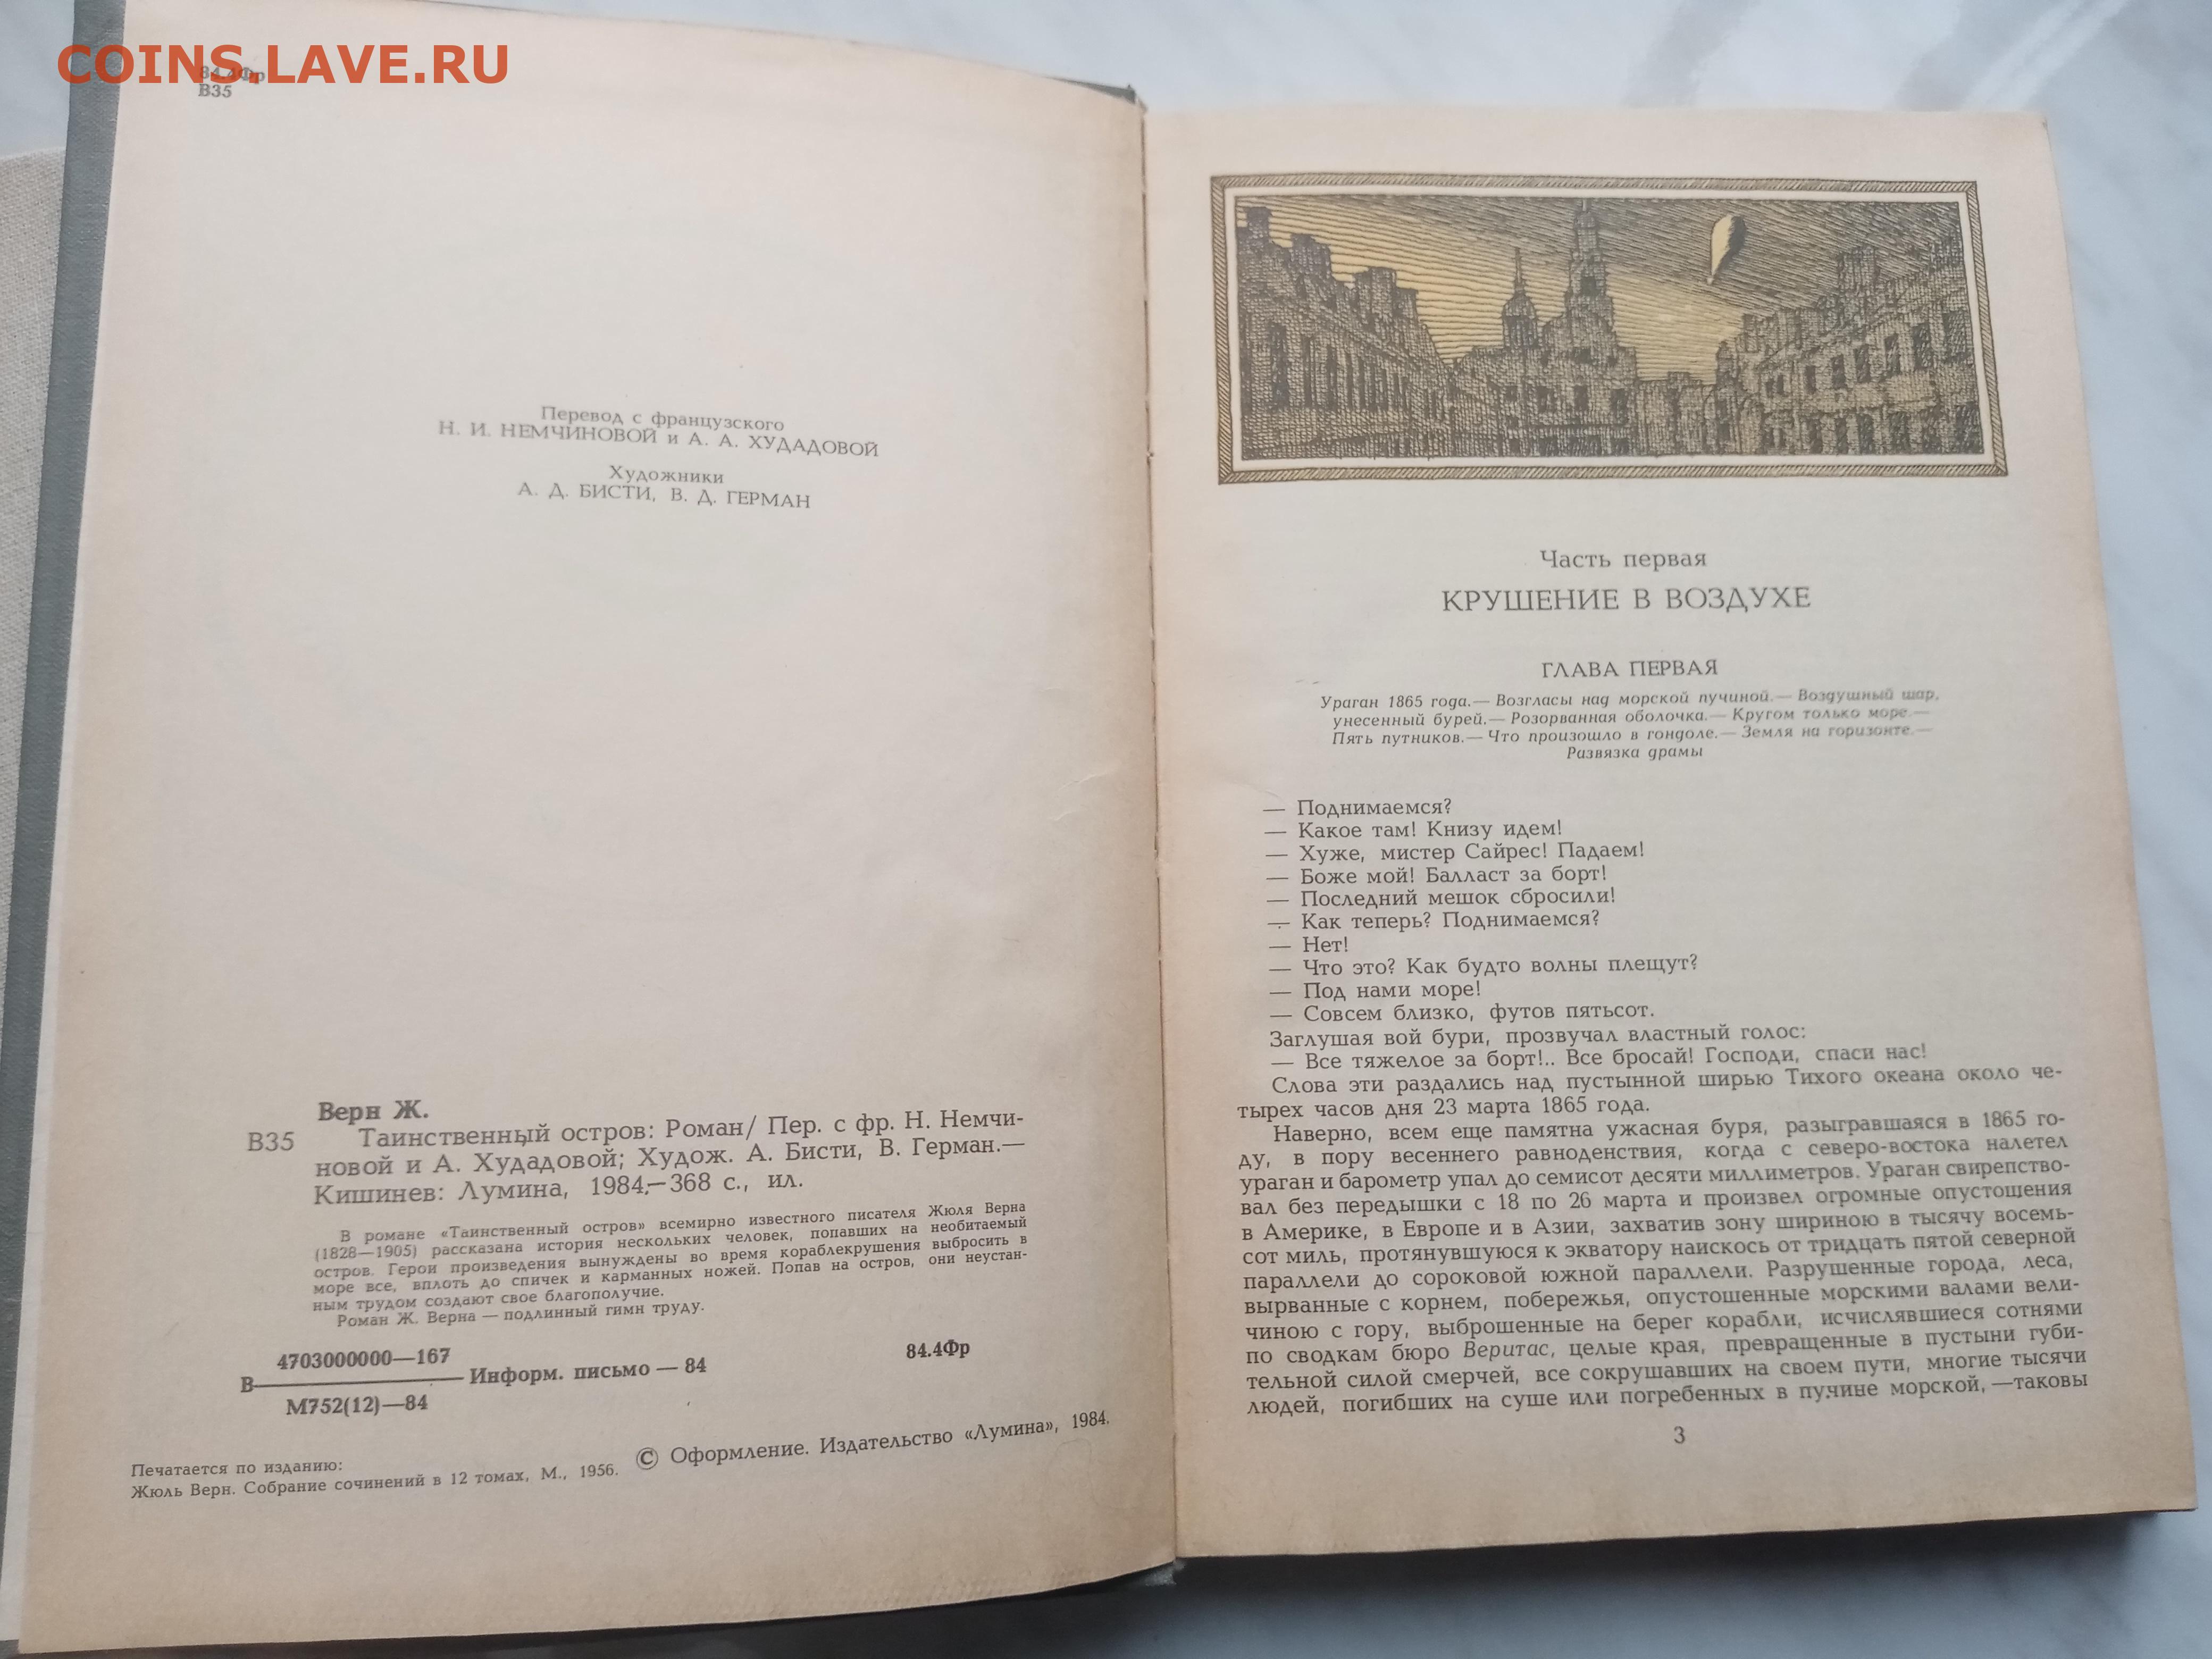 COINS.LAVE.RU
84.4Фр
В35
Перевод с французского
Н. И. НЕМЧИНОВОЙ и А. А. ХУДАДОВОЙ
Художники
А. Д. БИСТИ, В. Д. ГЕРМАН
Верн Ж.
В35 Таинственный остров: Роман/ Пер. с фр. Н. Немчи-
новой и А. Худадовой; Худож. А. Бисти, В. Герман.—
Кишинев: Лумина, 1984.—368 с., ил.
В романе «Таинственный остров» всемирно известного писателя Жюля Верна
(1828—1905) рассказана история нескольких человек, попавших на необитаемый
остров. Герои произведения вынуждены во время кораблекрушения выбросить в
море все, вплоть до спичек и карманных ножей. Попав на остров, они неустан-
ным трудом создают свое благополучие.
Роман Ж. Верна — подлинный гимн труду.
4703000000—167
В Информ. письмо — 84 84.4Фр
М752(12)—84
© Оформление. Издательство «Лумина», 1984.
Печатается по изданию:
Жюль Верн. Собрание сочинений в 12 томах, М., 1956.
Часть первая
КРУШЕНИЕ В ВОЗДУХЕ
ГЛАВА ПЕРВАЯ
Ураган 1865 года.— Возгласы над морской пучиной.— Воздушный шар,
унесенный бурей.— Розорванная оболочка.— Кругом только море.—
Пять путников.— Что произошло в гондоле.— Земля на горизонте.—
Развязка драмы
— Поднимаемся?
— Какое там! Книзу идем!
— Хуже, мистер Сайрес! Падаем!
— Боже мой! Балласт за борт!
— Последний мешок сбросили!
— Как теперь? Поднимаемся?
— Нет!
— Что это? Как будто волны плещут?
— Под нами море!
— Совсем близко, футов пятьсот.
Заглушая вой бури, прозвучал властный голос:
— Все тяжелое за борт!.. Все бросай! Господи, спаси нас!
Слова эти раздались над пустынной ширью Тихого океана около че-
тырех часов дня 23 марта 1865 года.
Наверно, всем еще памятна ужасная буря, разыгравшаяся в 1865 го-
ду, в пору весеннего равноденствия, когда с северо-востока налетел
ураган и барометр упал до семисот десяти миллиметров. Ураган свирепство-
вал без передышки с 18 по 26 марта и произвел огромные опустошения
в Америке, в Европе и в Азии, захватив зону шириною в тысячу восемь-
сот миль, протянувшуюся к экватору наискось от тридцать пятой северной
параллели до сороковой южной параллели. Разрушенные города, леса,
вырванные с корнем, побережья, опустошенные морскими валами вели-
чиною с гору, выброшенные на берег корабли, исчислявшиеся сотнями
по сводкам бюро Веритас, целые края, превращенные в пустыни губи-
тельной силой смерчей, все сокрушавших на своем пути, многие тысячи
людей, погибших на суше или погребенных в пучине морской,—таковы
3